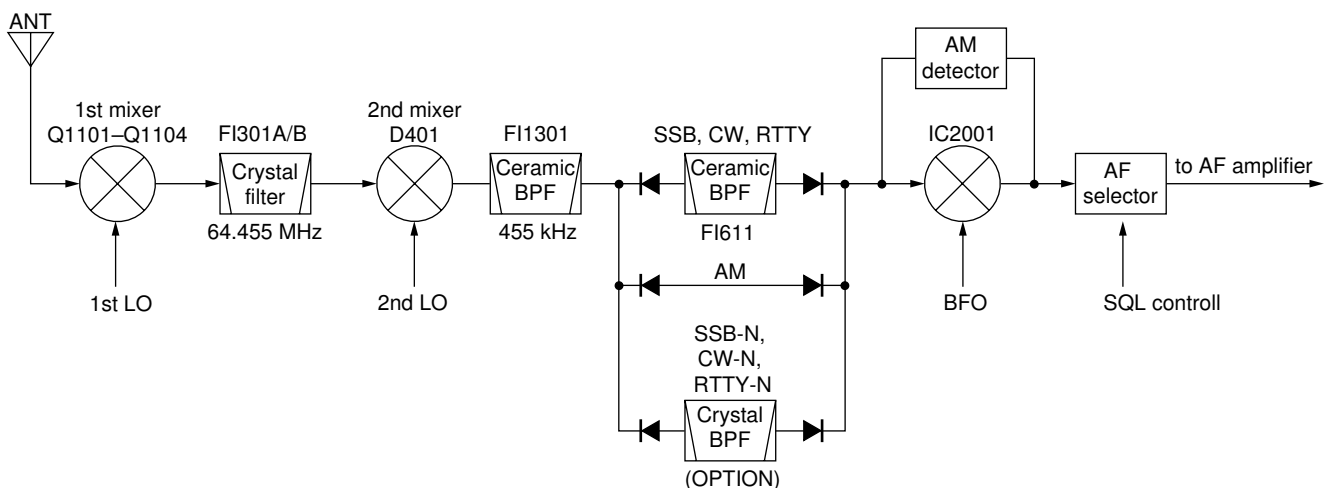 ANT
1st mixer
Q1101–Q1104
1st LO
FI301A/B
Crystal
filter
64.455 MHz
2nd mixer
D401
2nd LO
FI1301
Ceramic
BPF
455 kHz
SSB, CW, RTTY
Ceramic
BPF
FI611
AM
SSB-N,
CW-N,
RTTY-N
Crystal
BPF
(OPTION)
AM
detector
IC2001
BFO
AF
selector
SQL controll
to AF amplifier